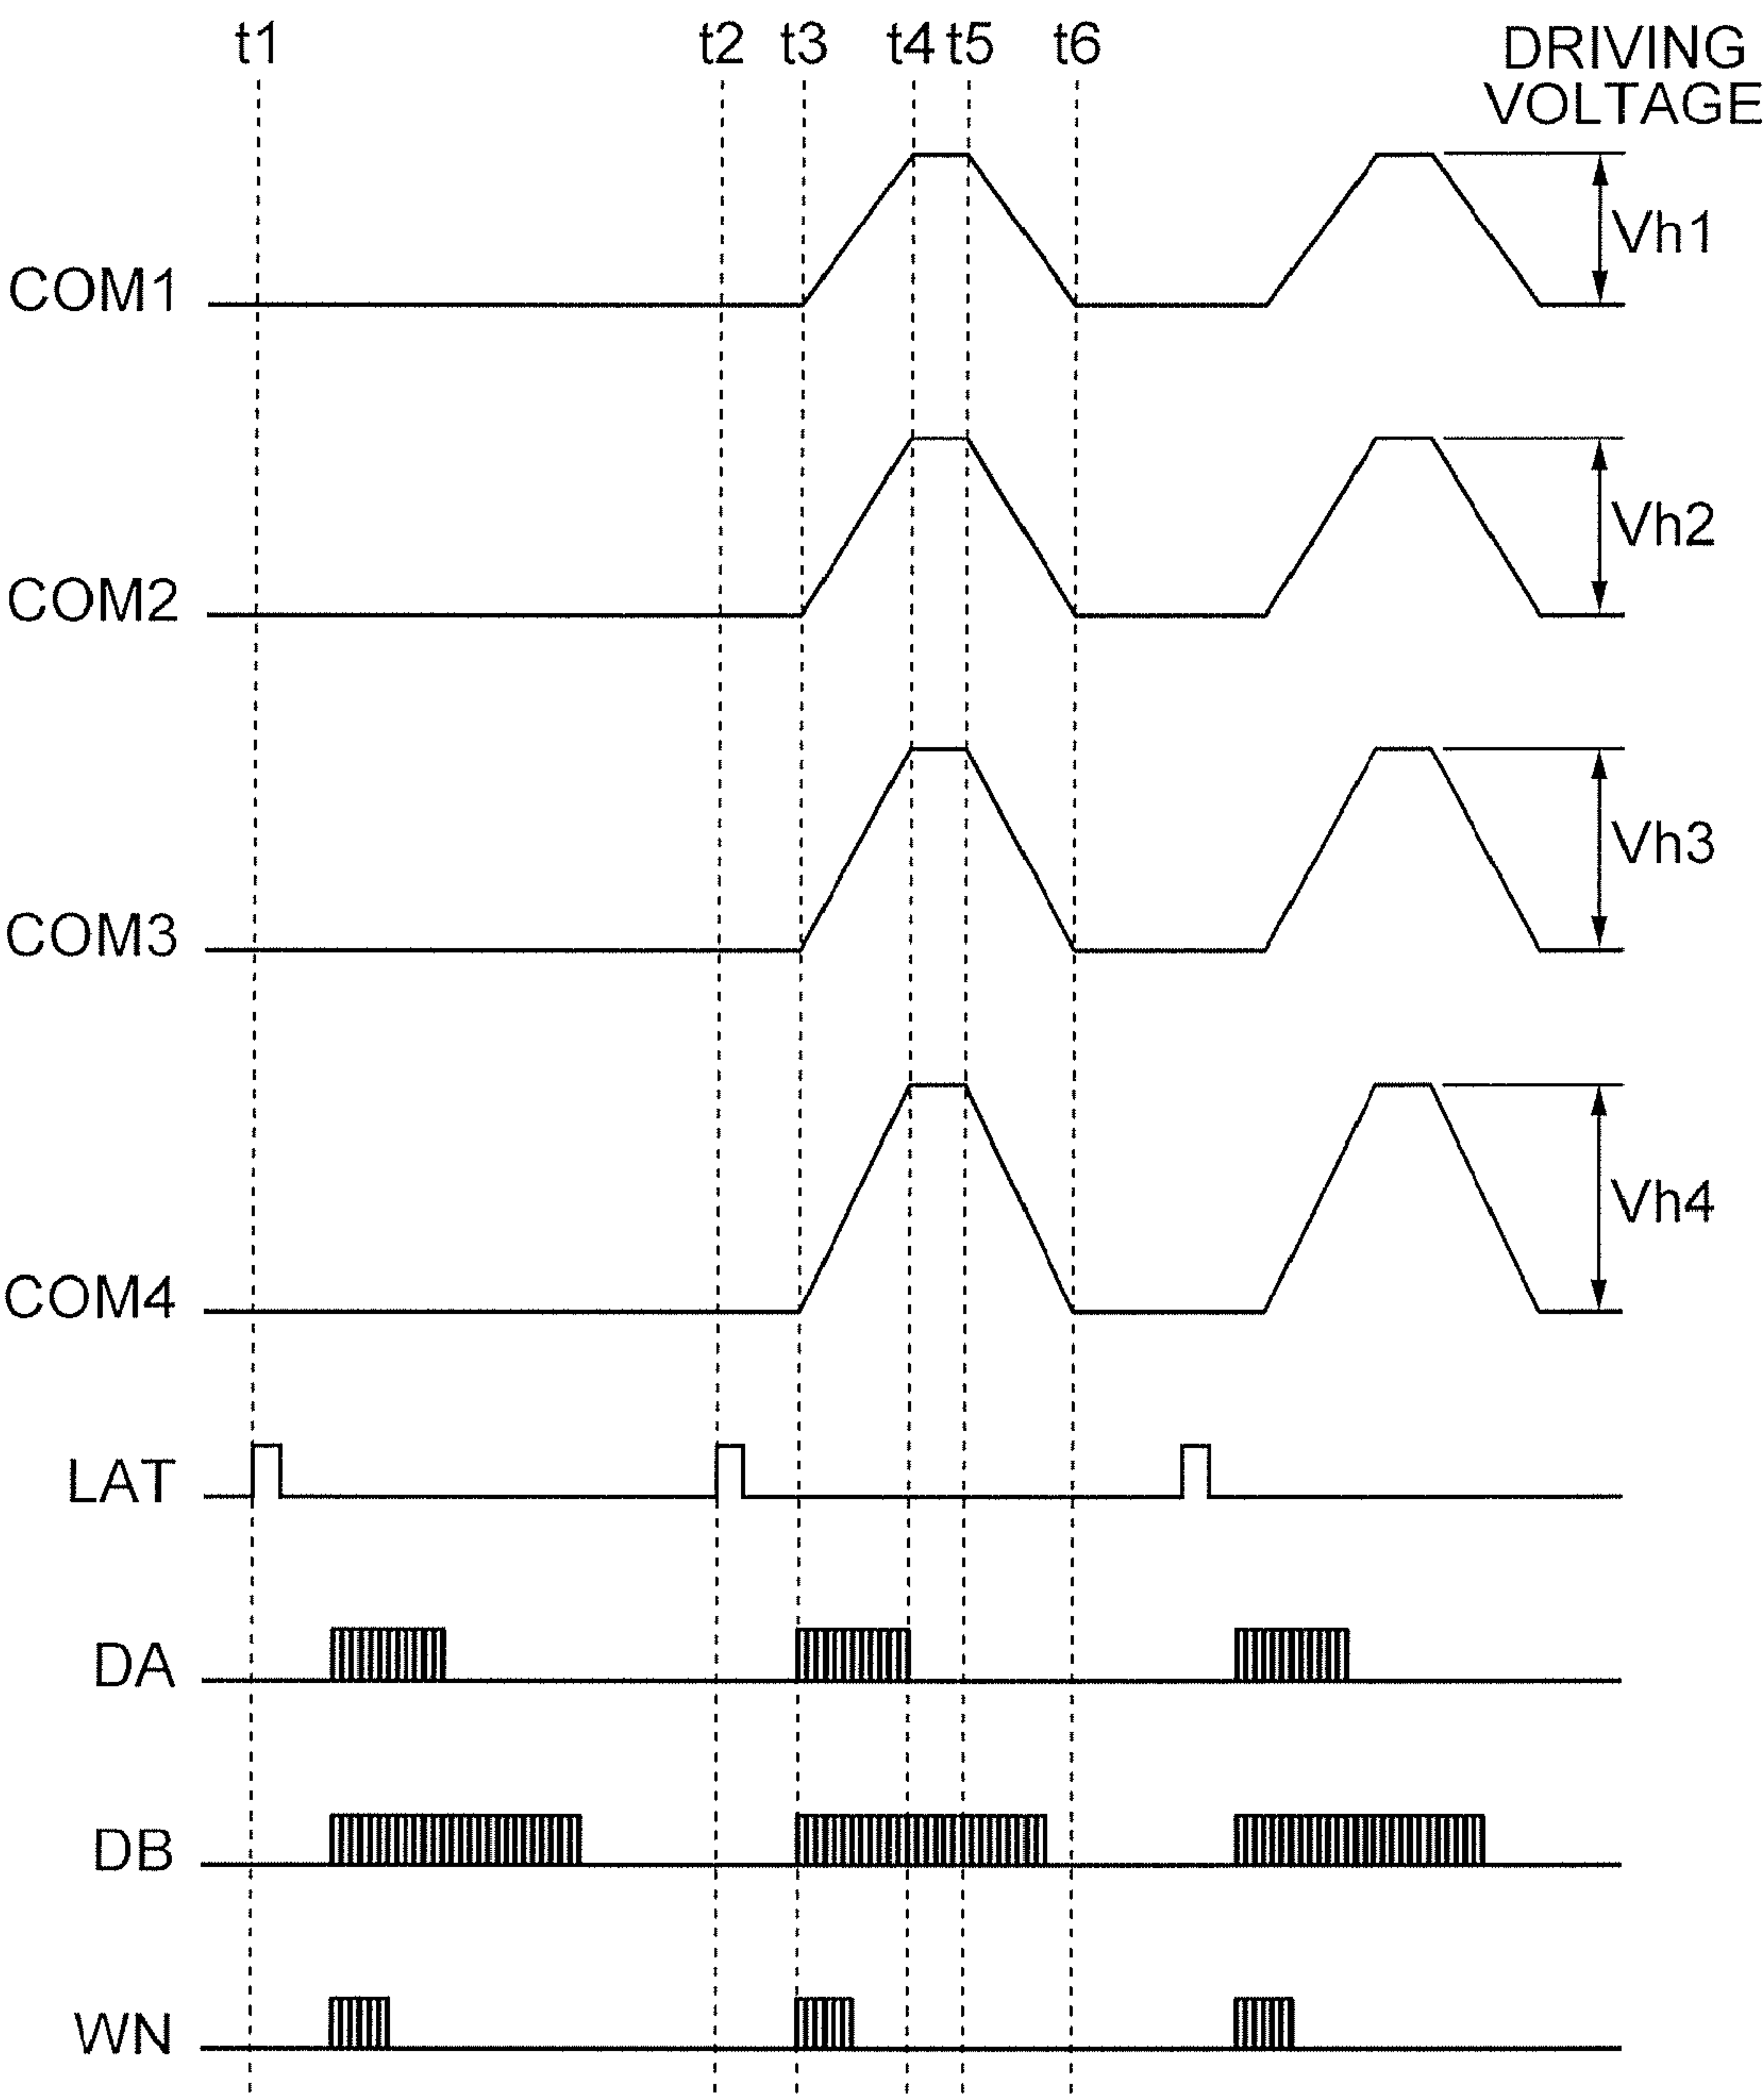 t1 t2 t3 t4 t5 t6 DRIVING
VOLTAGE
Vh1
COM1
Vh2
COM2
Vh3
COM3
Vh4
COM4
LAT
DA
DB
WN